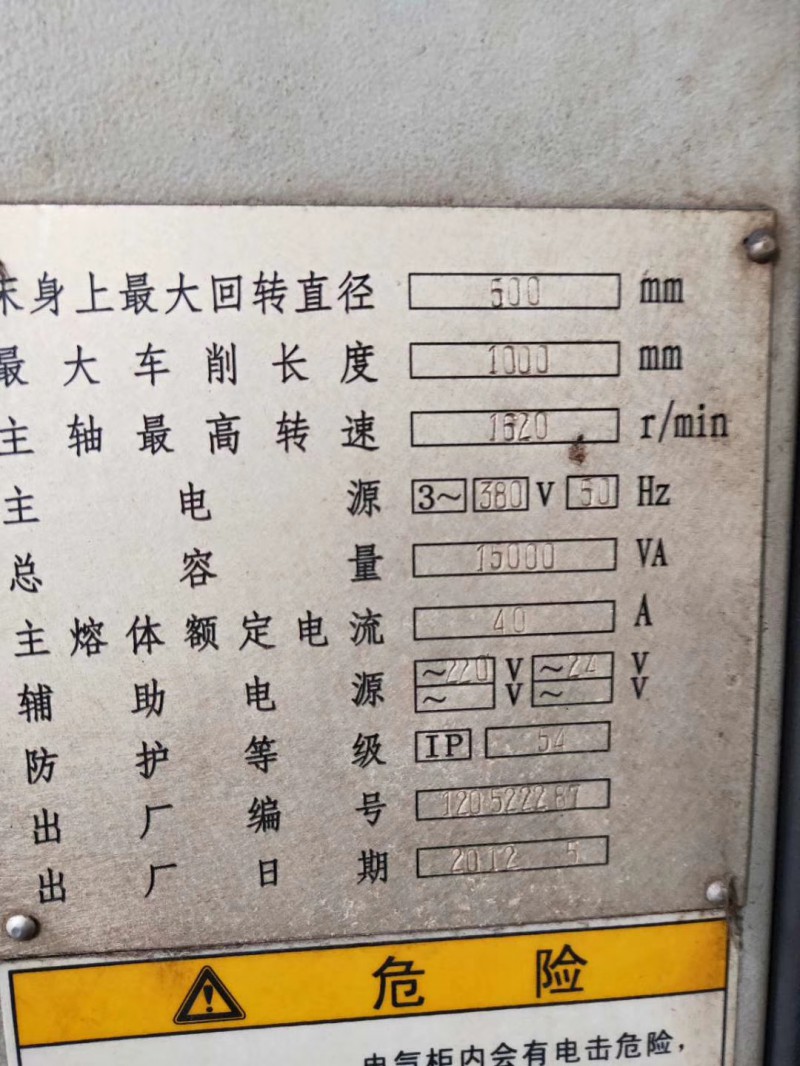 床身上最大回转直径 500 mm
最大车削长度 1000 mm
主轴最高转速 1620 r/min
主电源 3～ 380 V 50 Hz
总容量 15000 VA
主熔体额定电流 40 A
辅助电源 ～220 V ～24 V
～ V ～ V
防护等级 IP 54
出厂编号 120522267
出厂日期 2012 5
危险
电气柜内会有电击危险，